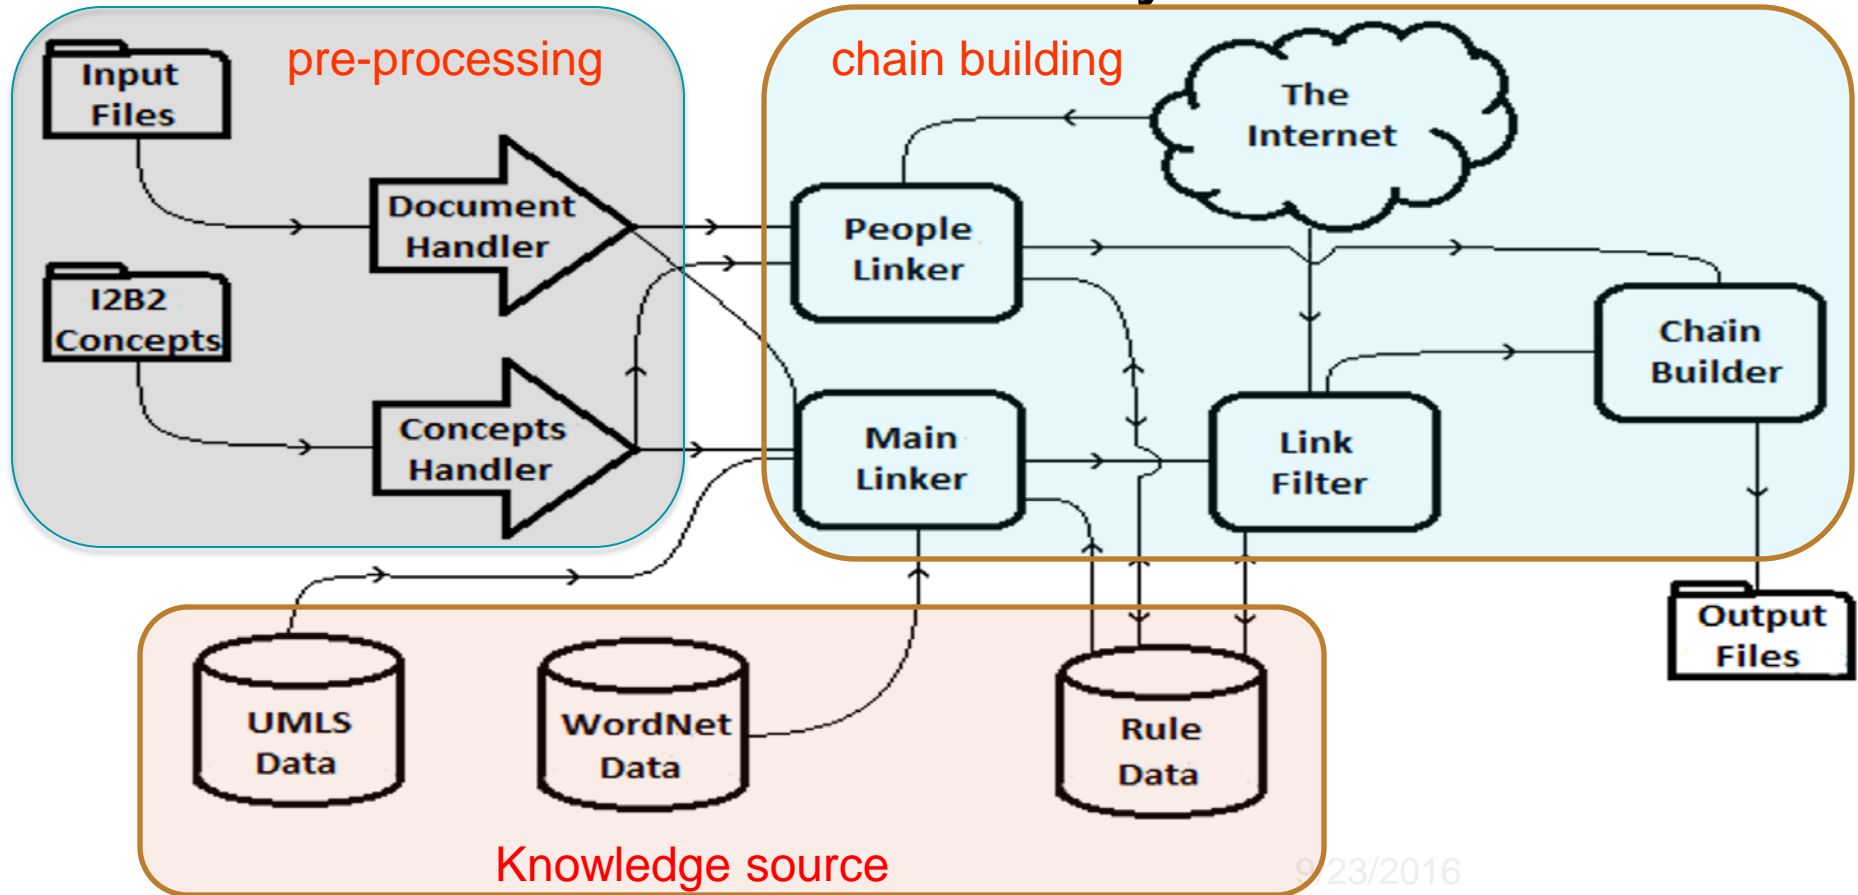 pre-processing
chain building
Input
Files
The
Internet
Document
Handler
People
Linker
I2B2
Concepts
Chain
Builder
Concepts
Handler
Main
Linker
Link
Filter
Output
Files
UMLS
Data
WordNet
Data
Rule
Data
Knowledge source
9/23/2016